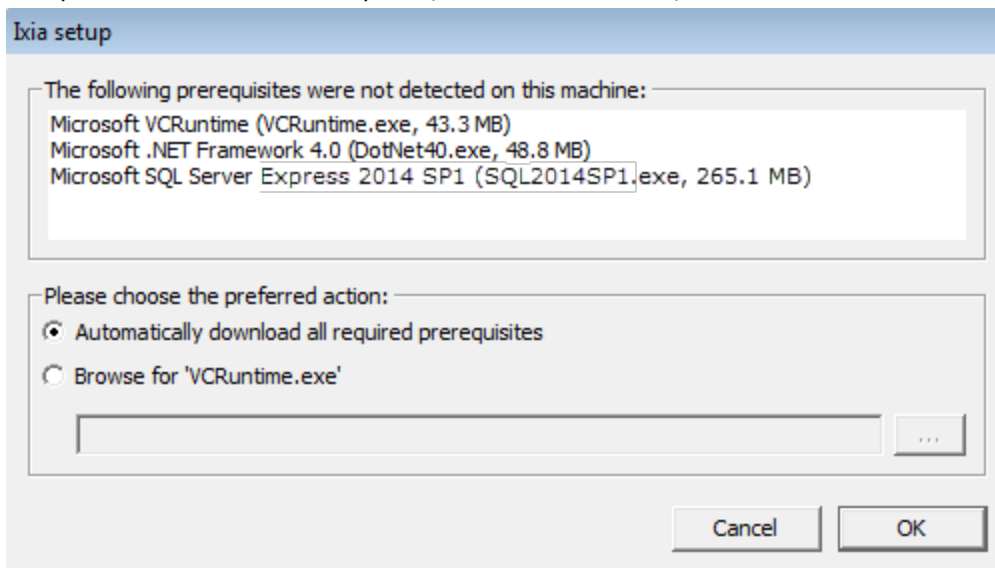 Ixia setup
The following prerequisites were not detected on this machine:
Microsoft VCRuntime (VCRuntime.exe, 43.3 MB)
Microsoft .NET Framework 4.0 (DotNet40.exe, 48.8 MB)
Microsoft SQL Server Express 2014 SP1 (SQL2014SP1.exe, 265.1 MB)
Please choose the preferred action:
Automatically download all required prerequisites
Browse for 'VCRuntime.exe'
...
Cancel OK